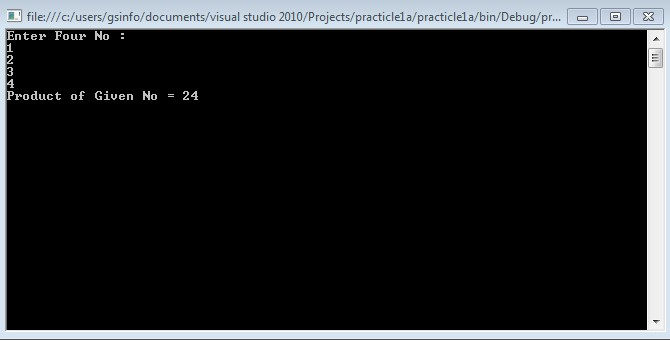 file:///c:/users/gsinfo/documents/visual studio 2010/Projects/practicle1a/practicle1a/bin/Debug/pr...
Enter Four No :
1
2
3
4
Product of Given No = 24